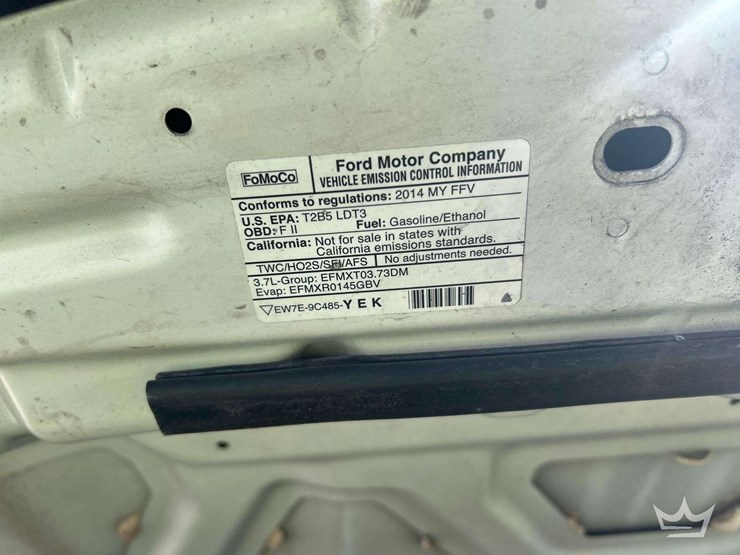 FoMoCo
Ford Motor Company
VEHICLE EMISSION CONTROL INFORMATION
Conforms to regulations: 2014 MY FFV
U.S. EPA: T2B5 LDT3
OBD: F II Fuel: Gasoline/Ethanol
California: Not for sale in states with
California emissions standards.
TWC/HO2S/SFI/AFS No adjustments needed.
3.7L-Group: EFMXT03.73DM
Evap: EFMXR0145GBV
EW7E-9C485-YEK